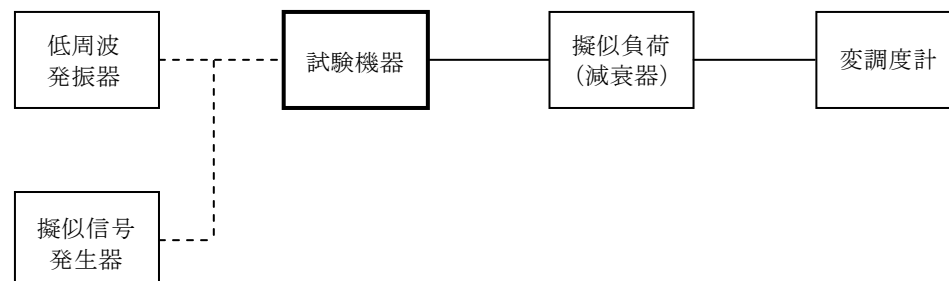 低周波
発振器
試験機器
擬似負荷
（減衰器）
変調度計
擬似信号
発生器